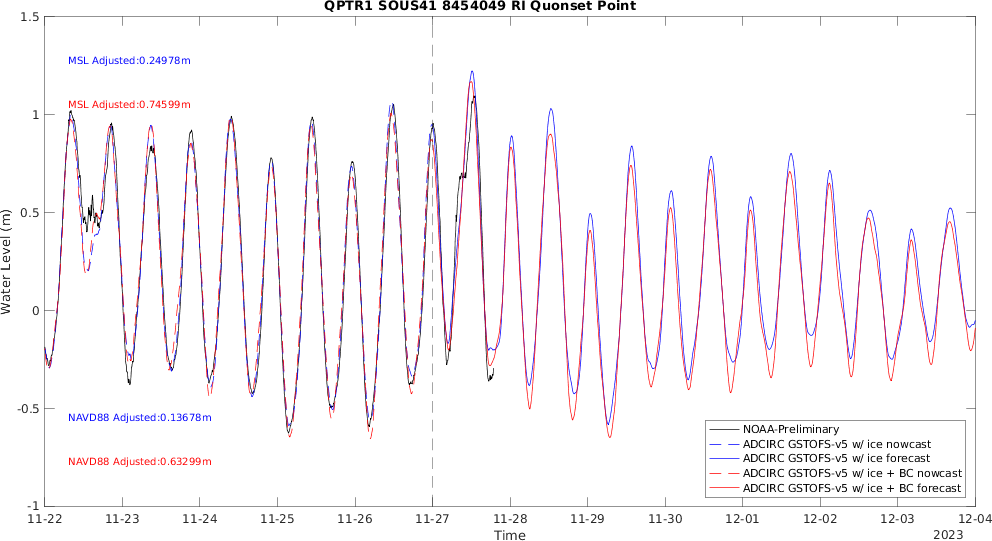 QPTR1 SOUS41 8454049 RI Quonset Point
1.5
1
0.5
0
-0.5
-1
Water Level (m)
MSL Adjusted:0.24978m
MSL Adjusted:0.74599m
NAVD88 Adjusted:0.13678m
NAVD88 Adjusted:0.63299m
NOAA-Preliminary
ADCIRC GSTOFS-v5 w/ ice nowcast
ADCIRC GSTOFS-v5 w/ ice forecast
ADCIRC GSTOFS-v5 w/ ice + BC nowcast
ADCIRC GSTOFS-v5 w/ ice + BC forecast
11-22 11-23 11-24 11-25 11-26 11-27 11-28 11-29 11-30 12-01 12-02 12-03 12-04
Time
2023